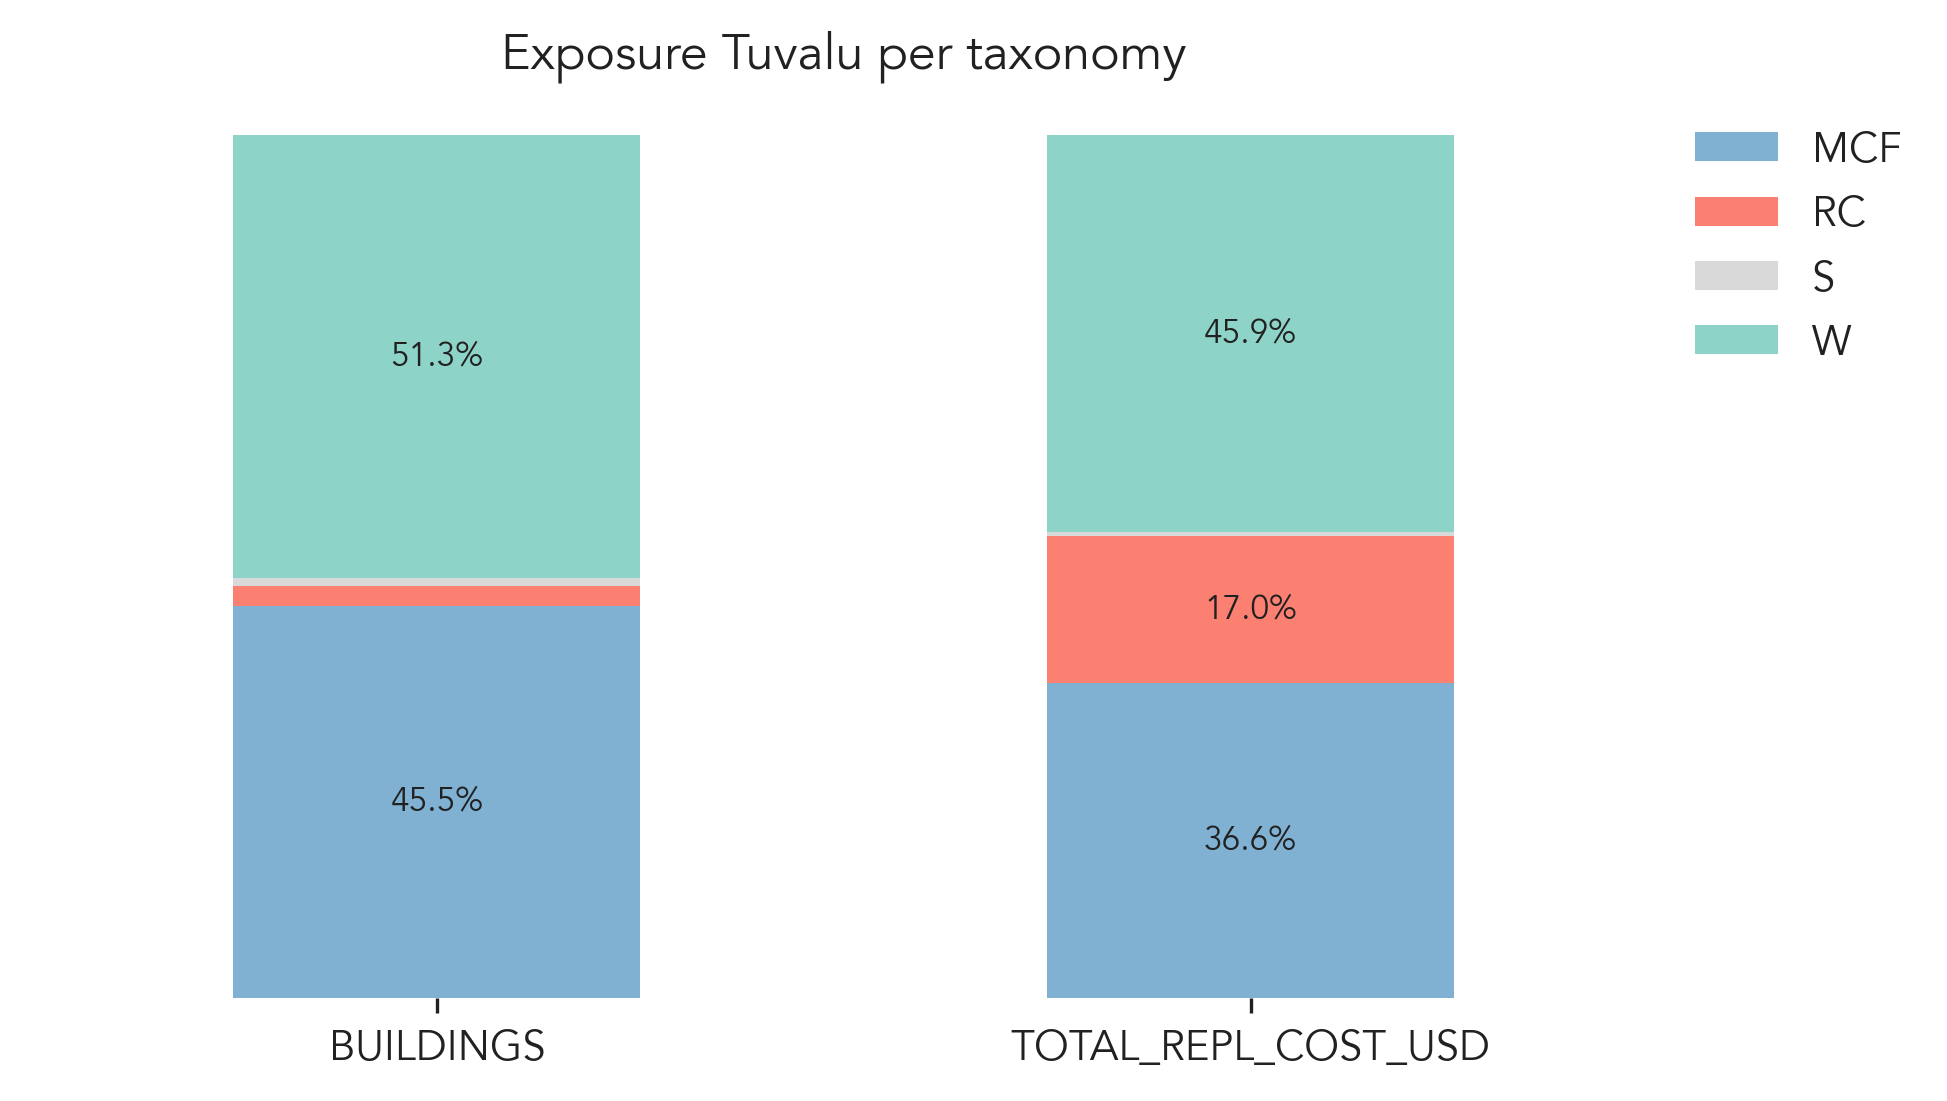 Exposure Tuvalu per taxonomy
MCF
RC
S
W
51.3%
45.5%
45.9%
17.0%
36.6%
BUILDINGS
TOTAL_REPL_COST_USD